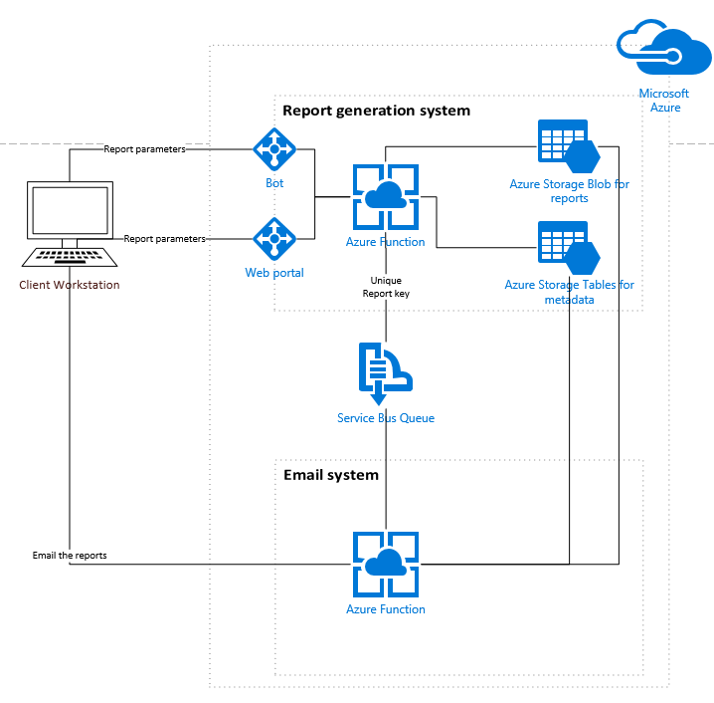 Microsoft
Azure
Report generation system
Report parameters
Bot
Azure Storage Blob for
reports
Report parameters
Azure Function
Web portal
Client Workstation
Unique
Report key
Azure Storage Tables for
metadata
Service Bus Queue
Email system
Email the reports
Azure Function